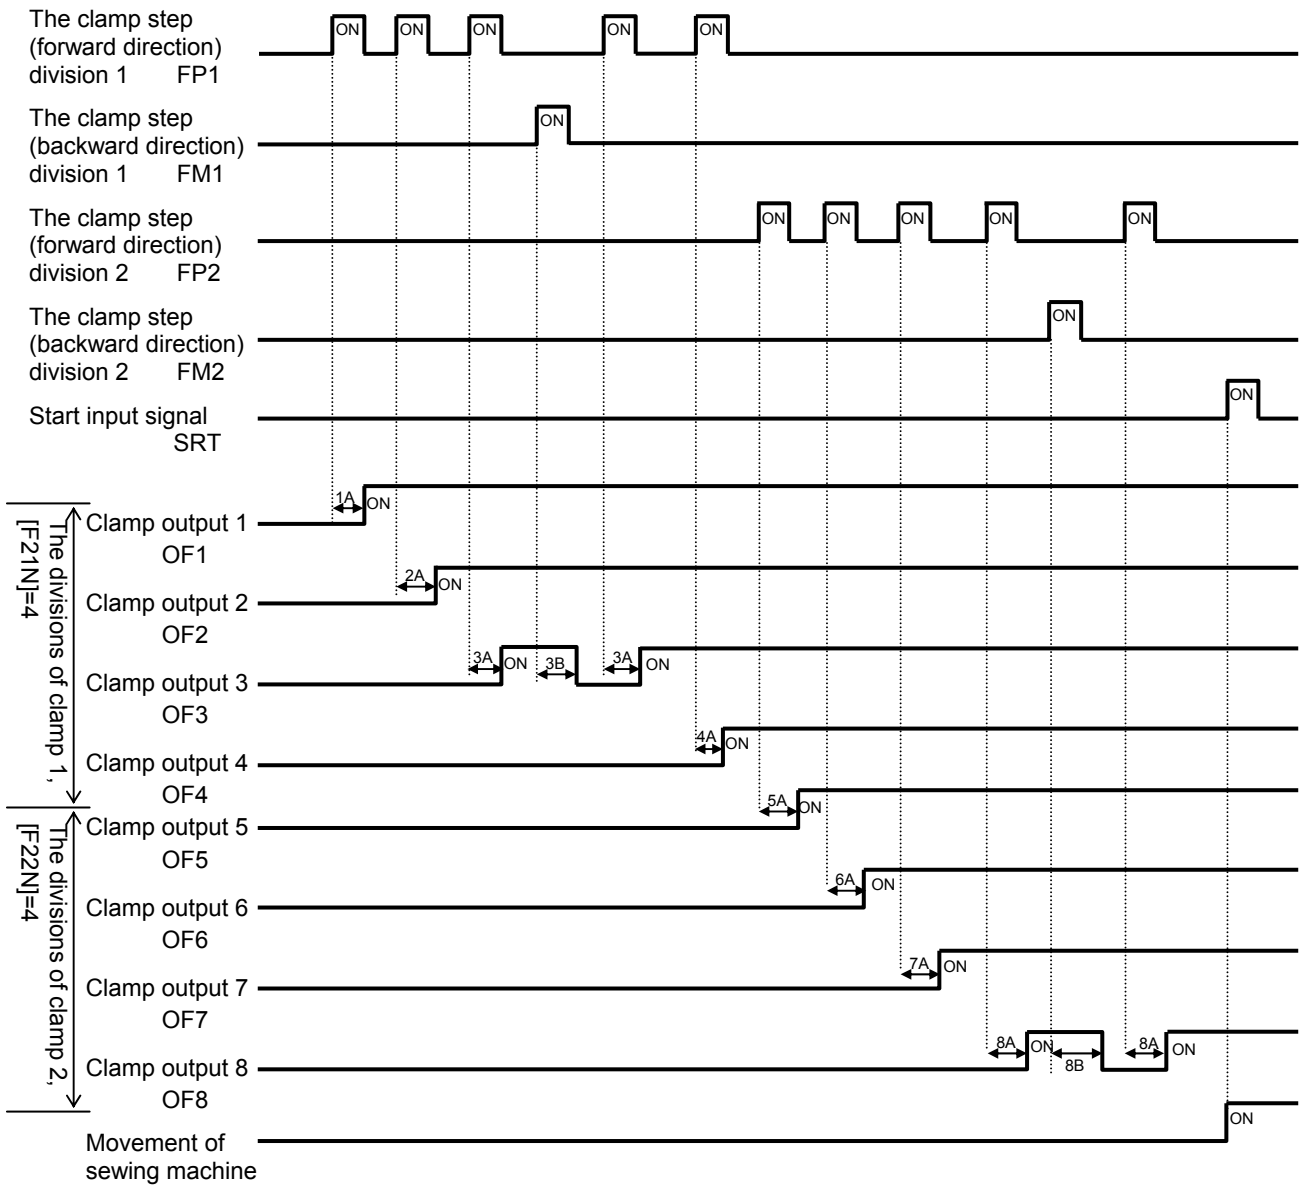 The clamp step
(forward direction)
division 1 FP1
ON ON ON ON ON
The clamp step
(backward direction)
division 1 FM1
ON
The clamp step
(forward direction)
division 2 FP2
ON ON ON ON ON
The clamp step
(backward direction)
division 2 FM2
ON
Start input signal
SRT
ON
The divisions of clamp 1,
[F21N]=4
Clamp output 1
OF1
1A ON
Clamp output 2
OF2
2A ON
Clamp output 3
OF3
3A ON 3B 3A ON
Clamp output 4
OF4
4A ON
The divisions of clamp 2,
[F22N]=4
Clamp output 5
OF5
5A ON
Clamp output 6
OF6
6A ON
Clamp output 7
OF7
7A ON
Clamp output 8
OF8
8A ON 8B 8A ON
Movement of
sewing machine
ON